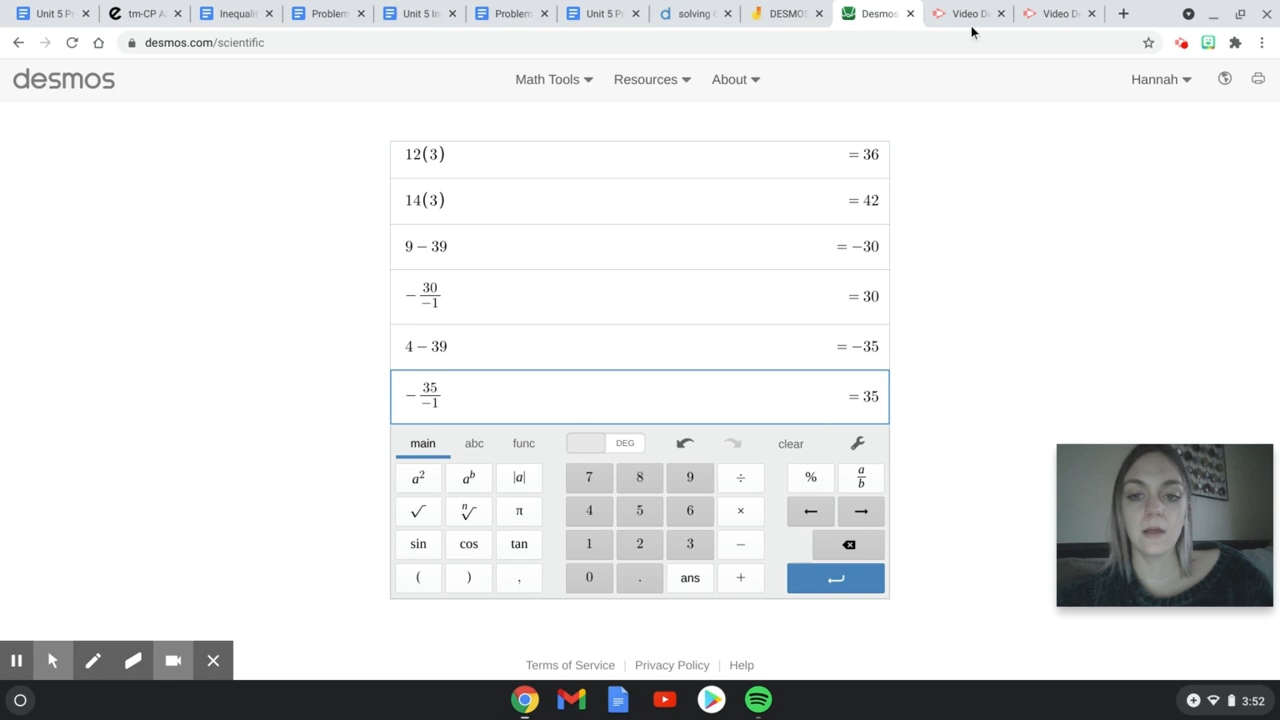 Unit 5 Pr
tm-CP A
Inequali
Problem
Unit 5 In
Problem
Unit 5 Pr
solving
DESMOS
Desmos
Video D
Video D
desmos.com/scientific
desmos
Math Tools
Resources
About
Hannah
12(3) = 36
14(3) = 42
9 − 39 = −30
− 30/−1 = 30
4 − 39 = −35
− 35/−1 = 35
main abc func DEG clear
a² aᵇ |a| 7 8 9 ÷ % a/b
√ ⁿ√ π 4 5 6 × ← →
sin cos tan 1 2 3 −
( ) , 0 . ans +
Terms of Service | Privacy Policy | Help
3:52